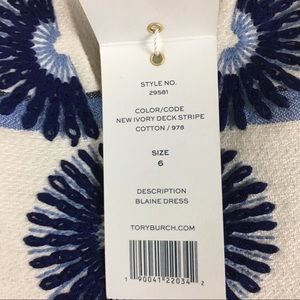 STYLE NO.
29581
COLOR/CODE
NEW IVORY DECK STRIPE
COTTON / 978
SIZE
6
DESCRIPTION
BLAINE DRESS
TORYBURCH.COM
1 90041 22034 2